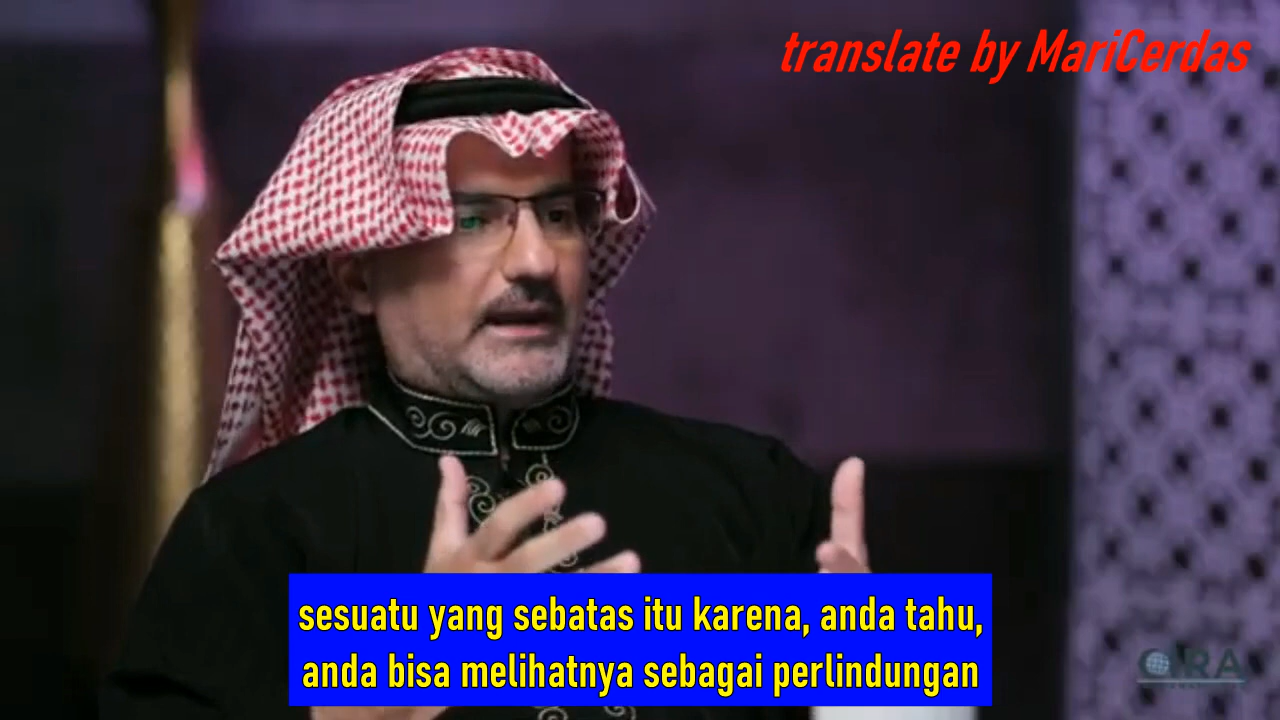 translate by MariCerdas
sesuatu yang sebatas itu karena, anda tahu,
anda bisa melihatnya sebagai perlindungan